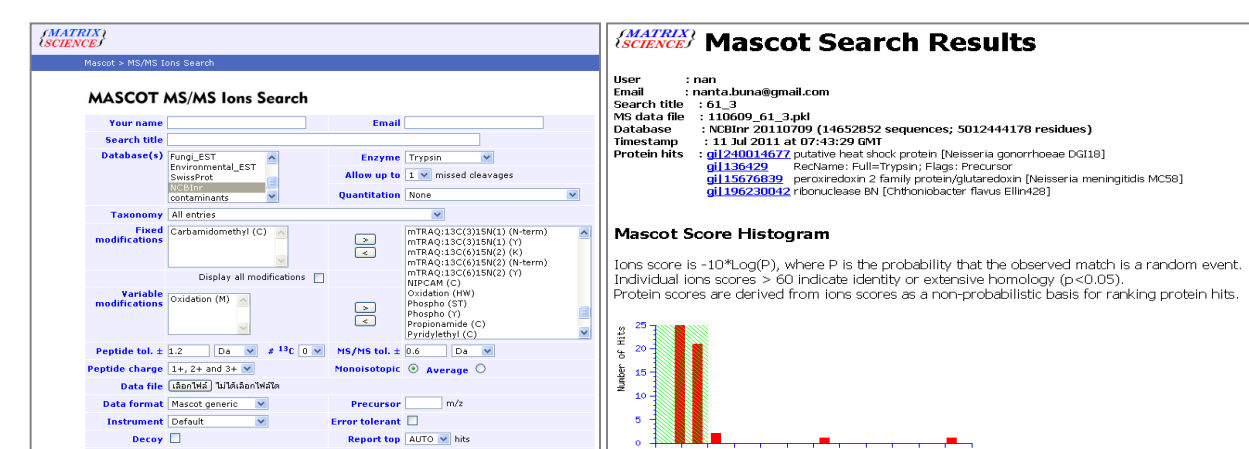 {MATRIX
SCIENCE}
Mascot > MS/MS Ions Search
MASCOT MS/MS Ions Search
Your name Email
Search title
Database(s) Fungi_EST
Environmental_EST
SwissProt
NCBInr
contaminants
Enzyme Trypsin
Allow up to 1 missed cleavages
Quantitation None
Taxonomy All entries
Fixed modifications Carbamidomethyl (C)
>
<
Display all modifications
Variable modifications Oxidation (M)
>
<
mTRAQ:13C(3)15N(1) (N-term)
mTRAQ:13C(3)15N(1) (Y)
mTRAQ:13C(6)15N(2) (K)
mTRAQ:13C(6)15N(2) (N-term)
mTRAQ:13C(6)15N(2) (Y)
NIPCAM (C)
Oxidation (HW)
Phospho (ST)
Phospho (Y)
Propionamide (C)
Pyridylethyl (C)
Peptide tol. ± 1.2 Da # 13C 0 MS/MS tol. ± 0.6 Da
Peptide charge 1+, 2+ and 3+ Monoisotopic Average
Data file เลือกไฟล์ ไม่ได้เลือกไฟล์ใด
Data format Mascot generic Precursor m/z
Instrument Default Error tolerant
Decoy Report top AUTO hits
{MATRIX
SCIENCE} Mascot Search Results
User : nan
Email : nanta.buna@gmail.com
Search title : 61_3
MS data file : 110609_61_3.pkl
Database : NCBInr 20110709 (14652852 sequences; 5012444178 residues)
Timestamp : 11 Jul 2011 at 07:43:29 GMT
Protein hits : gi|240014677 putative heat shock protein [Neisseria gonorrhoeae DGI18]
gi|136429 RecName: Full=Trypsin; Flags: Precursor
gi|15676839 peroxiredoxin 2 family protein/glutaredoxin [Neisseria meningitidis MC58]
gi|196230042 ribonuclease BN [Chthoniobacter flavus Ellin428]
Mascot Score Histogram
Ions score is -10*Log(P), where P is the probability that the observed match is a random event.
Individual ions scores > 60 indicate identity or extensive homology (p<0.05).
Protein scores are derived from ions scores as a non-probabilistic basis for ranking protein hits.
Number of Hits
25
20
15
10
5
0